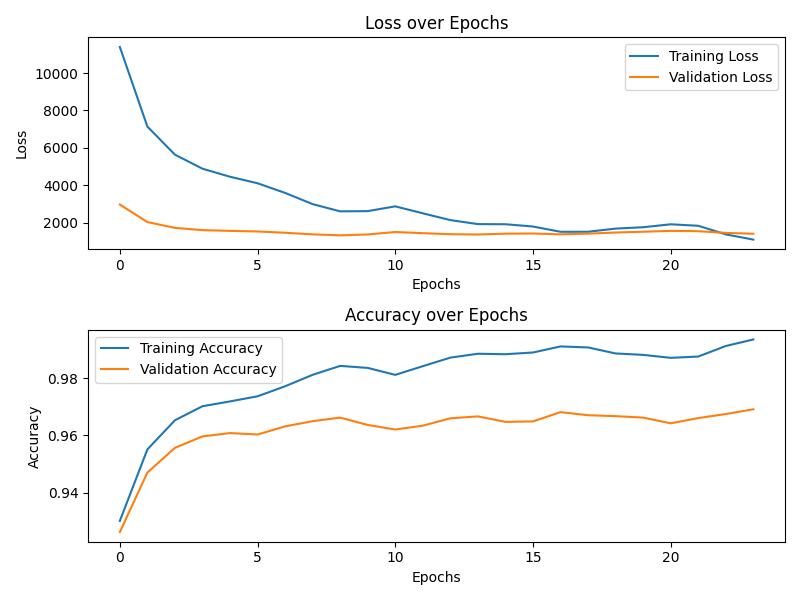 Loss over Epochs
10000
8000
6000
4000
2000
Loss
Training Loss
Validation Loss
0 5 10 15 20
Epochs
Accuracy over Epochs
0.98
0.96
0.94
Accuracy
Training Accuracy
Validation Accuracy
0 5 10 15 20
Epochs